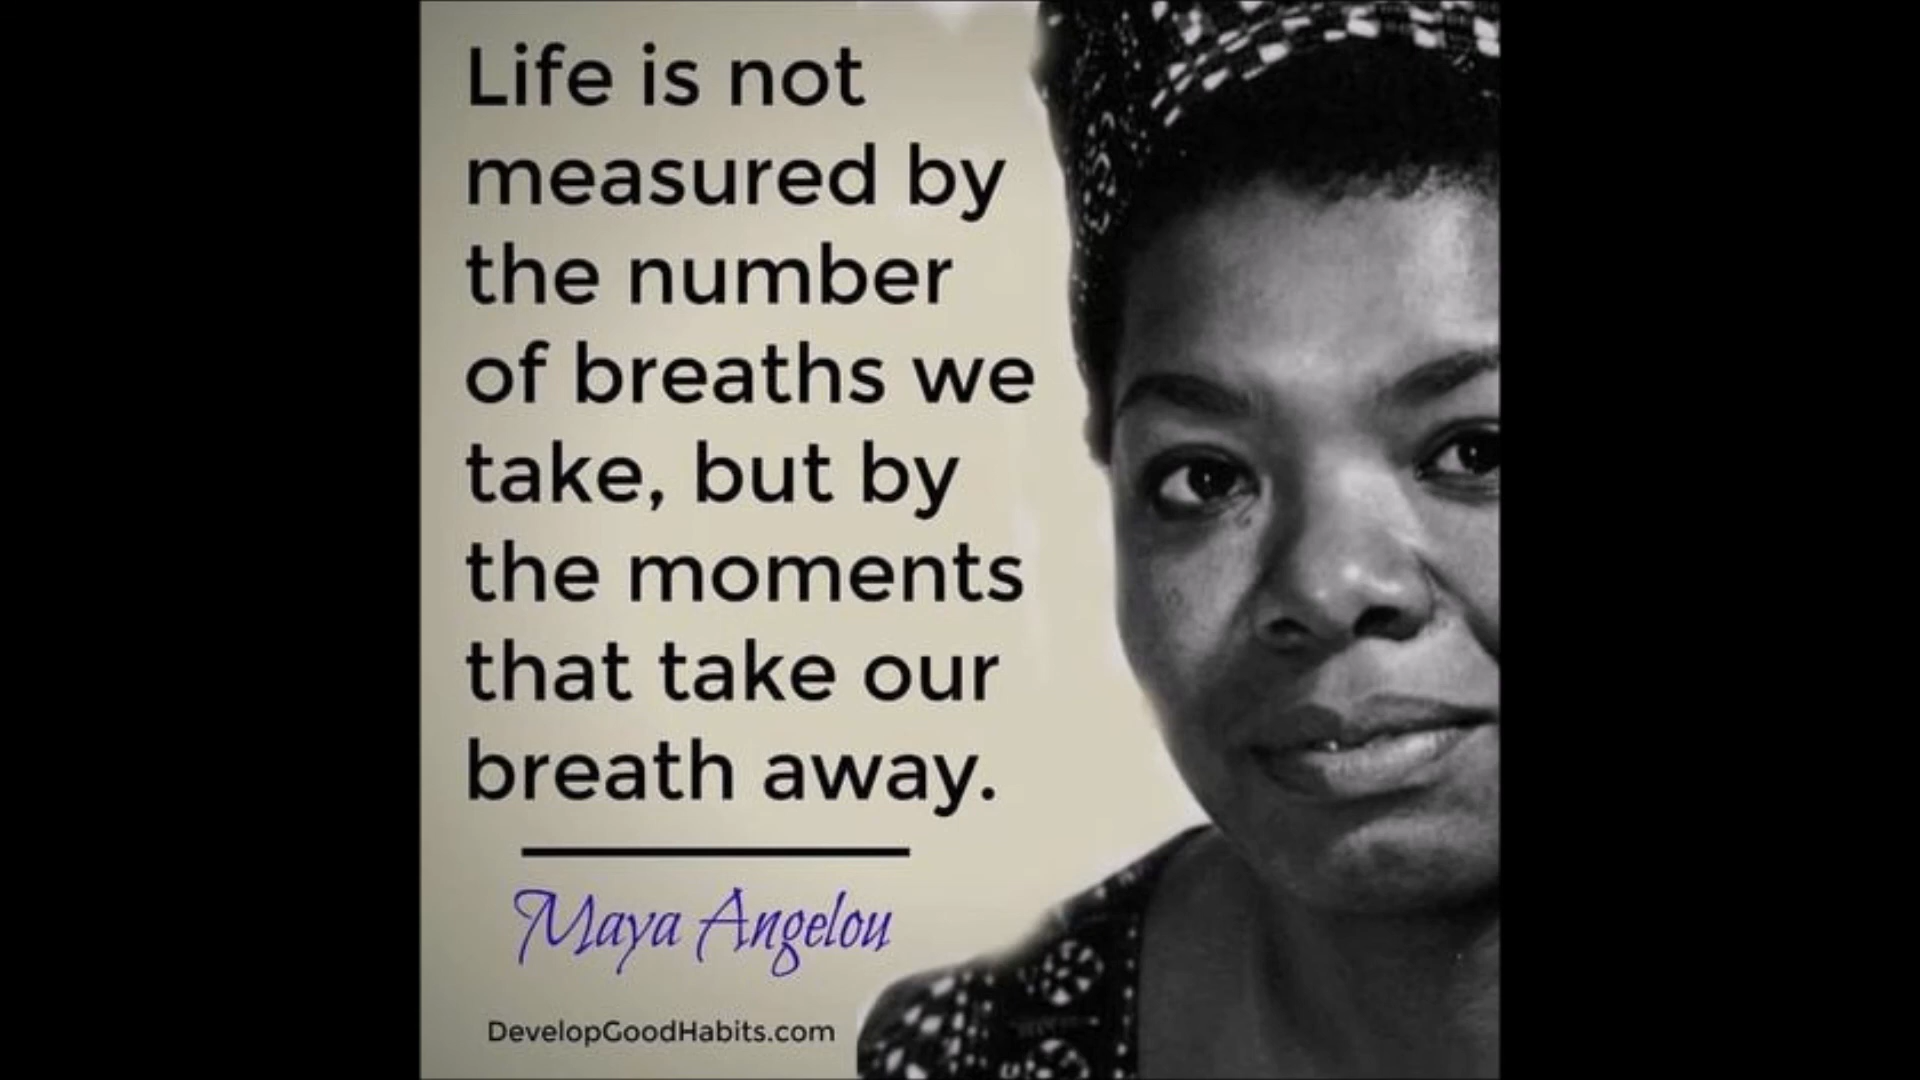 Life is not
measured by
the number
of breaths we
take, but by
the moments
that take our
breath away.
Maya Angelou
DevelopGoodHabits.com